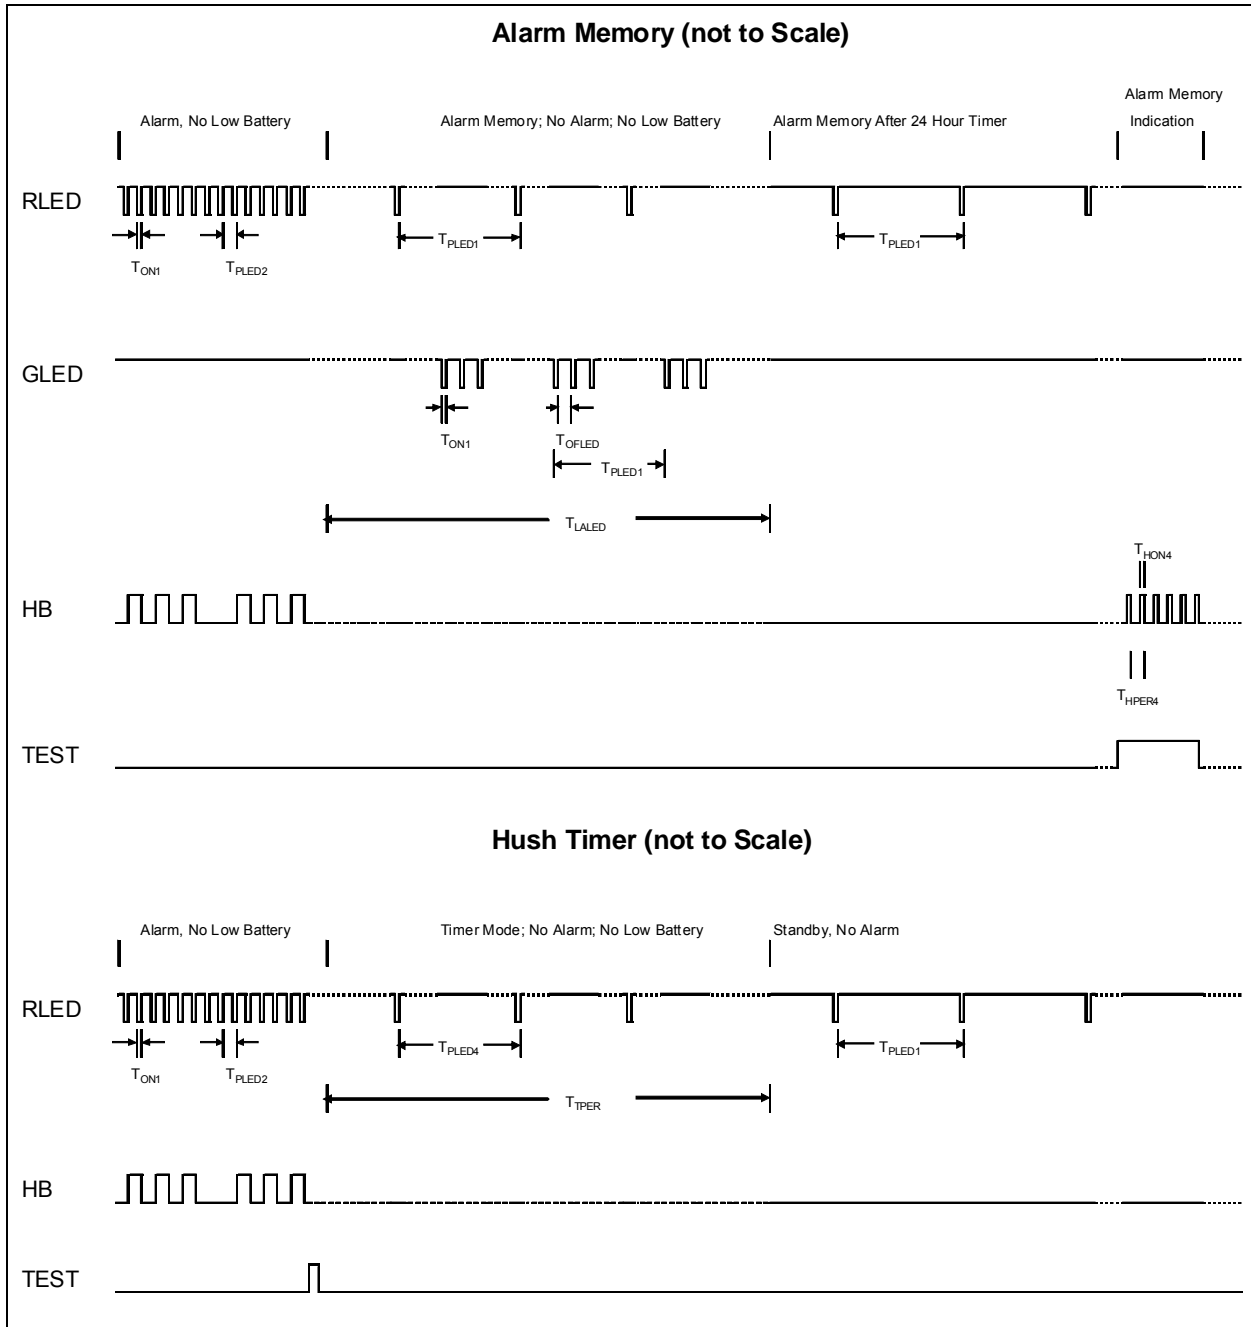 Alarm Memory (not to Scale)
Alarm Memory
Alarm, No Low Battery
Alarm Memory; No Alarm; No Low Battery
Alarm Memory After 24 Hour Timer
Indication
RLED
TON1
TPLED2
TPLED1
TPLED1
GLED
TON1
TOFLED
TPLED1
TLALED
THON4
HB
THPER4
TEST
Hush Timer (not to Scale)
Alarm, No Low Battery
Timer Mode; No Alarm; No Low Battery
Standby, No Alarm
RLED
TON1
TPLED2
TPLED4
TPLED1
TTPER
HB
TEST